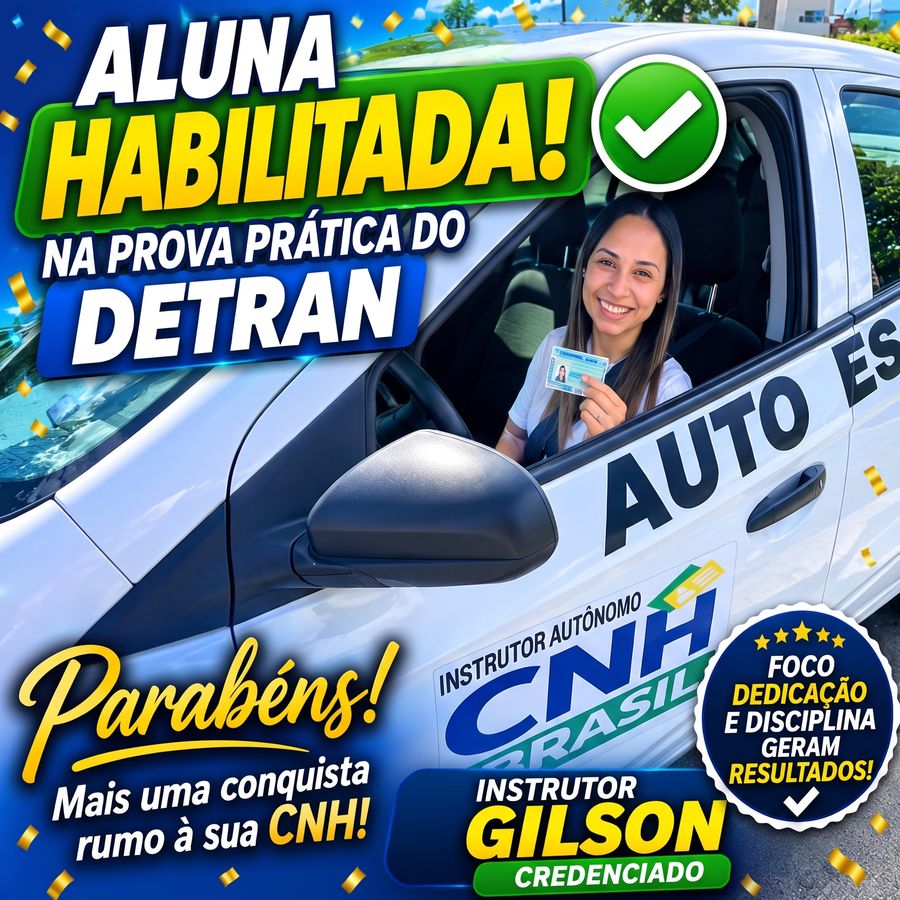 ALUNA
HABILITADA!
NA PROVA PRÁTICA DO
DETRAN
AUTO ES
INSTRUTOR AUTÔNOMO
CNH
BRASIL
Parabéns!
Mais uma conquista
rumo à sua CNH!
INSTRUTOR
GILSON
CREDENCIADO
FOCO
DEDICAÇÃO
E DISCIPLINA
GERAM
RESULTADOS!